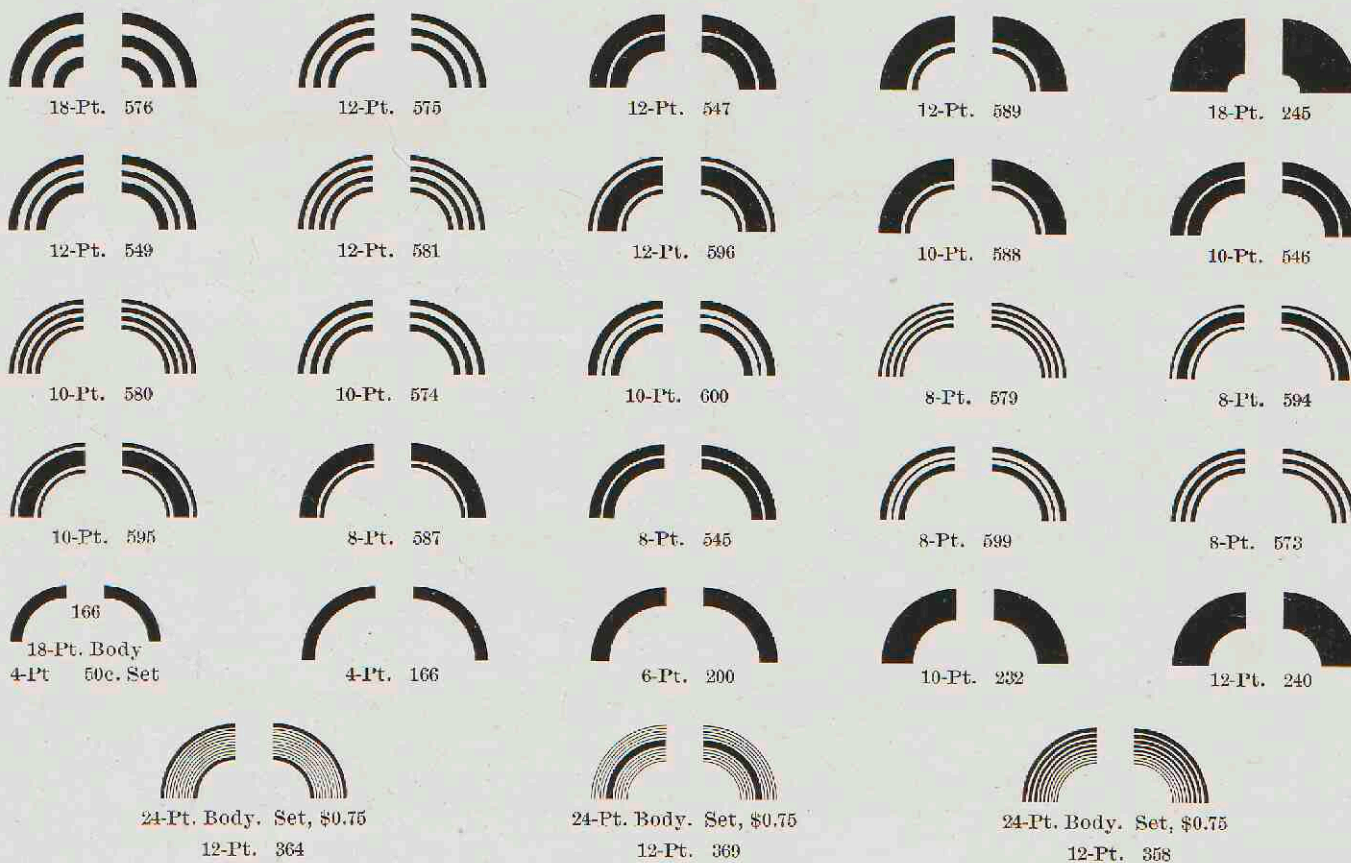 18-Pt. 576
12-Pt. 575
12-Pt. 547
12-Pt. 589
18-Pt. 245
12-Pt. 549
12-Pt. 581
12-Pt. 596
10-Pt. 588
10-Pt. 546
10-Pt. 580
10-Pt. 574
10-Pt. 600
8-Pt. 579
8-Pt. 594
10-Pt. 595
8-Pt. 587
8-Pt. 545
8-Pt. 599
8-Pt. 573
166
18-Pt. Body
4-Pt 50c. Set
4-Pt. 166
6-Pt. 200
10-Pt. 232
12-Pt. 240
24-Pt. Body. Set, $0.75
12-Pt. 364
24-Pt. Body. Set, $0.75
12-Pt. 369
24-Pt. Body. Set, $0.75
12-Pt. 358